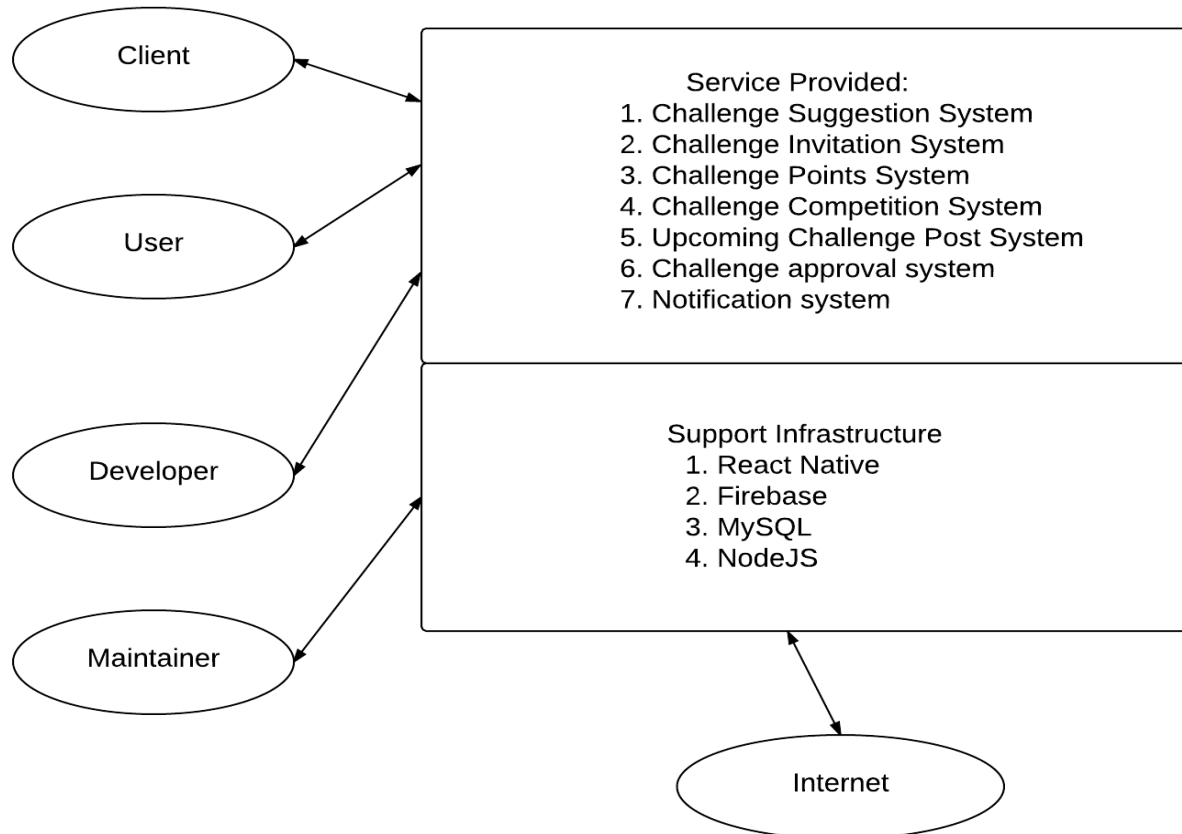 Client
User
Developer
Maintainer
Service Provided:
1. Challenge Suggestion System
2. Challenge Invitation System
3. Challenge Points System
4. Challenge Competition System
5. Upcoming Challenge Post System
6. Challenge approval system
7. Notification system
Support Infrastructure
1. React Native
2. Firebase
3. MySQL
4. NodeJS
Internet